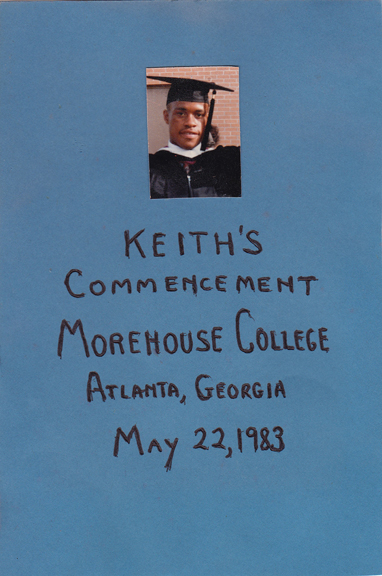 KEITH'S
COMMENCEMENT
MOREHOUSE COLLEGE
ATLANTA, GEORGIA
MAY 22, 1983